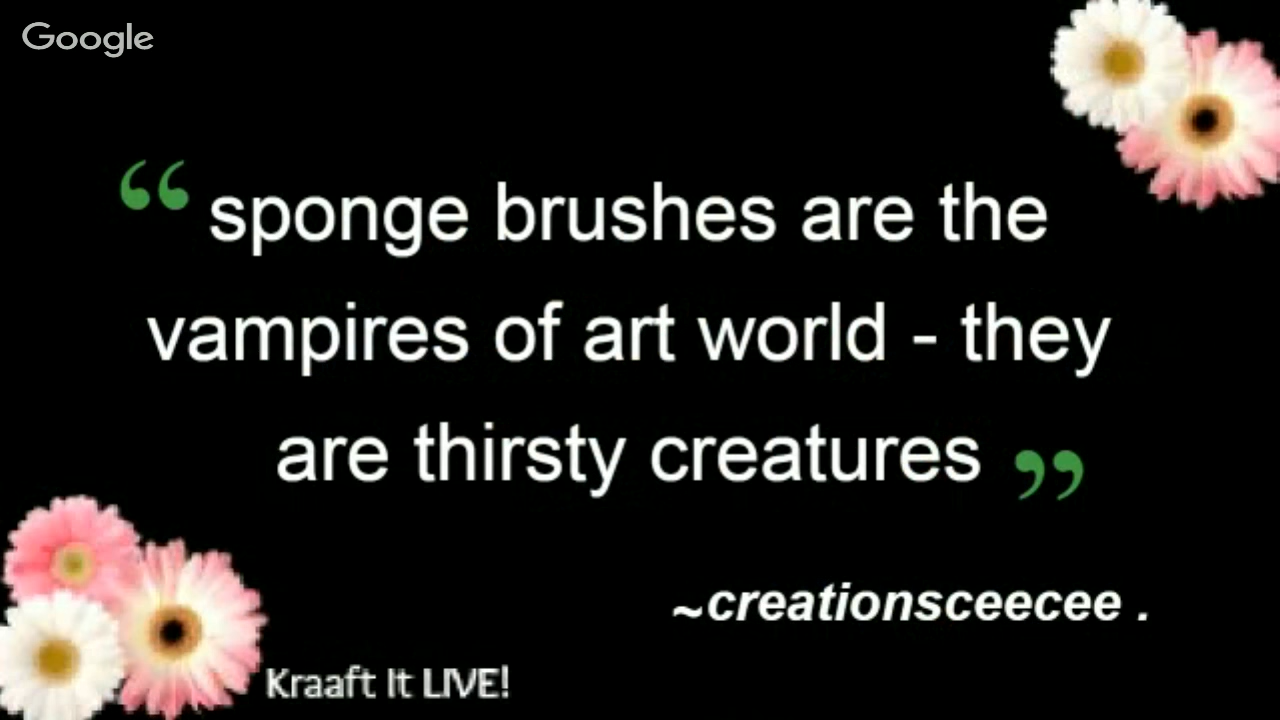 Google
“ sponge brushes are the
vampires of art world - they
are thirsty creatures ”
~creationsceecee .
Kraaft It LIVE!